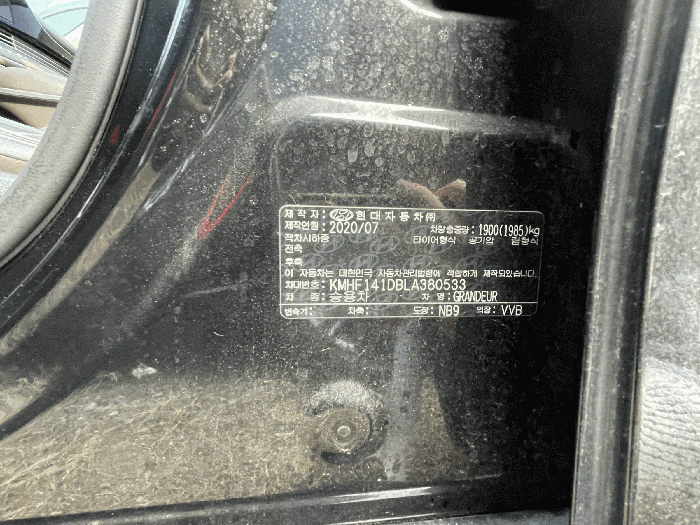 제 작 자: 현 대 자 동 차 ㈜
제작연월: 2020/07 차량총중량: 1900(1985)kg
적차시하중 타이어형식 공기압 림형식
전축
후축
이 자동차는 대한민국 자동차관리법령에 적합하게 제작되었습니다.
차대번호: KMHF141DBLA380533
차 종: 승용차 차 명: GRANDEUR
변속기: 차축: 도장: NB9 의장: VVB